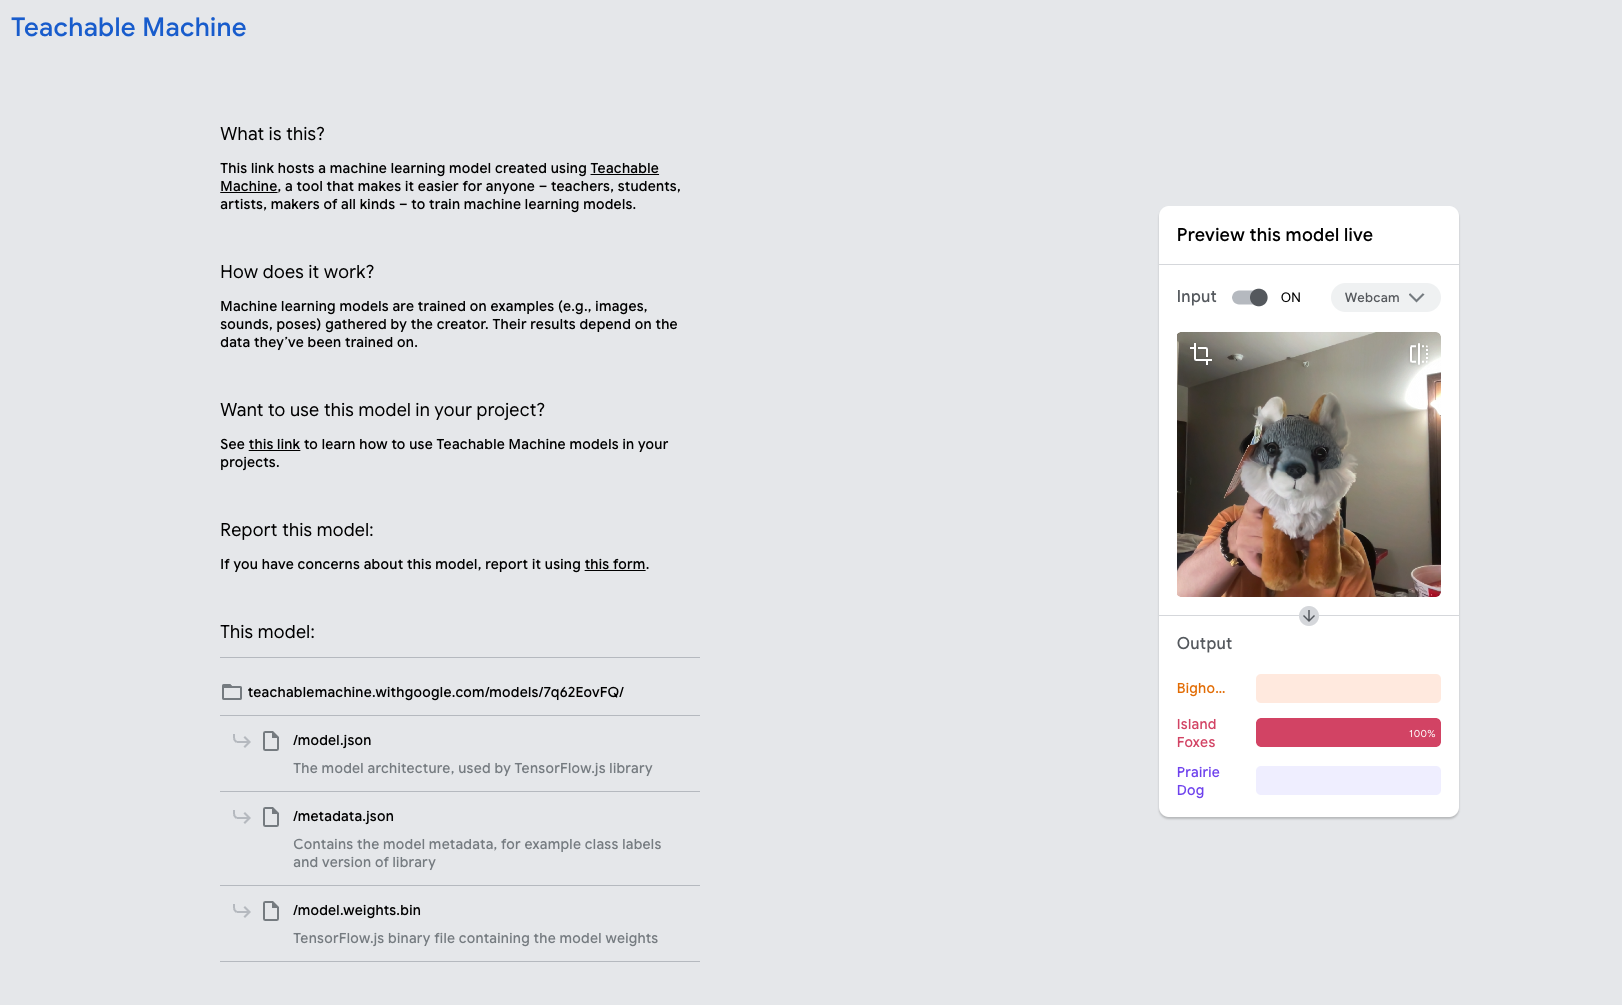 Teachable Machine
What is this?
This link hosts a machine learning model created using Teachable
Machine, a tool that makes it easier for anyone – teachers, students,
artists, makers of all kinds – to train machine learning models.
How does it work?
Machine learning models are trained on examples (e.g., images,
sounds, poses) gathered by the creator. Their results depend on the
data they’ve been trained on.
Want to use this model in your project?
See this link to learn how to use Teachable Machine models in your
projects.
Report this model:
If you have concerns about this model, report it using this form.
This model:
teachablemachine.withgoogle.com/models/7q62EovFQ/
/model.json
The model architecture, used by TensorFlow.js library
/metadata.json
Contains the model metadata, for example class labels
and version of library
/model.weights.bin
TensorFlow.js binary file containing the model weights
Preview this model live
Input ON Webcam
Output
Bigho...
Island
Foxes
100%
Prairie
Dog